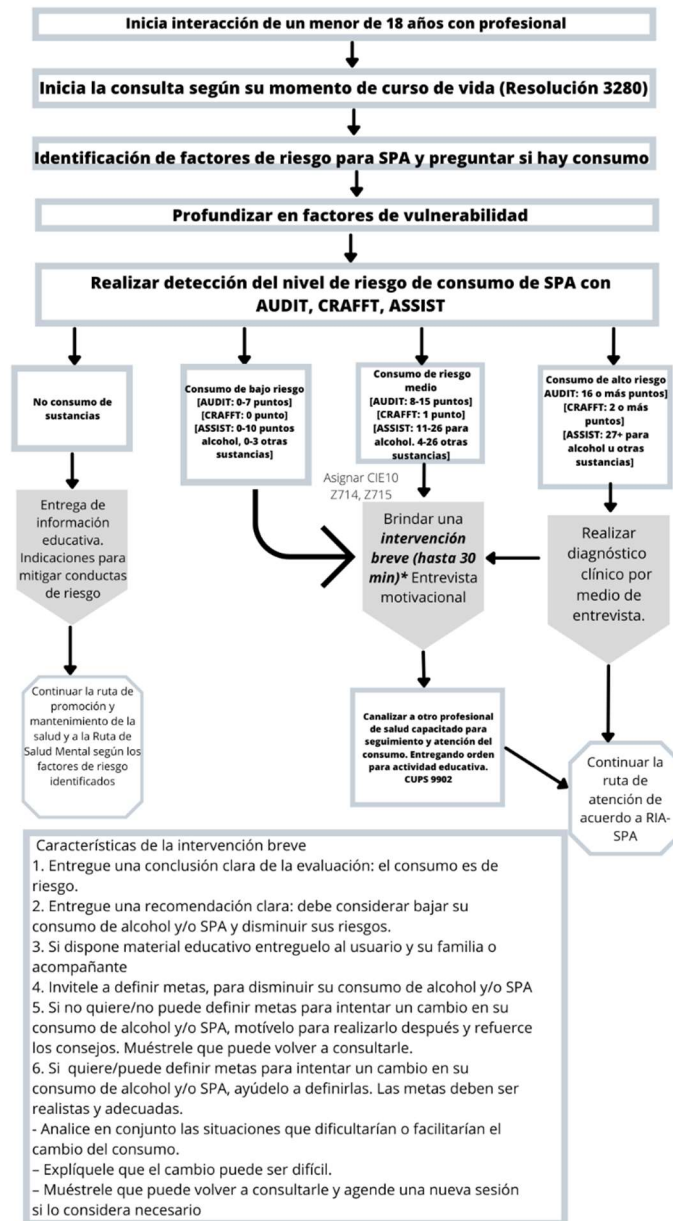 Inicia interacción de un menor de 18 años con profesional
Inicia la consulta según su momento de curso de vida (Resolución 3280)
Identificación de factores de riesgo para SPA y preguntar si hay consumo
Profundizar en factores de vulnerabilidad
Realizar detección del nivel de riesgo de consumo de SPA con
AUDIT, CRAFFT, ASSIST
No consumo de
sustancias
Consumo de bajo riesgo
[AUDIT: 0-7 puntos]
[CRAFFT: 0 punto]
[ASSIST: 0-10 puntos
alcohol, 0-3 otras
sustancias]
Consumo de riesgo
medio
[AUDIT: 8-15 puntos]
[CRAFFT: 1 punto]
[ASSIST: 11-26 para
alcohol. 4-26 otras
sustancias]
Consumo de alto riesgo
AUDIT: 16 o más puntos]
[CRAFFT: 2 o más
puntos]
[ASSIST: 27+ para
alcohol u otras
sustancias]
Asignar CIE10
Z714, Z715
Entrega de
información
educativa.
Indicaciones para
mitigar conductas
de riesgo
Brindar una
intervención
breve (hasta 30
min)* Entrevista
motivacional
Realizar
diagnóstico
clínico por
medio de
entrevista.
Continuar la ruta de
promoción y
mantenimiento de la
salud y a la Ruta de
Salud Mental según los
factores de riesgo
identificados
Canalizar a otro profesional
de salud capacitado para
seguimiento y atención del
consumo. Entregando orden
para actividad educativa.
CUPS 9902
Continuar la
ruta de
atención de
acuerdo a RIA-
SPA
Características de la intervención breve
1. Entregue una conclusión clara de la evaluación: el consumo es de
riesgo.
2. Entregue una recomendación clara: debe considerar bajar su
consumo de alcohol y/o SPA y disminuir sus riesgos.
3. Si dispone material educativo entreguelo al usuario y su familia o
acompañante
4. Invitele a definir metas, para disminuir su consumo de alcohol y/o SPA
5. Si no quiere/no puede definir metas para intentar un cambio en su
consumo de alcohol y/o SPA, motívelo para realizarlo después y refuerce
los consejos. Muéstrele que puede volver a consultarle.
6. Si quiere/puede definir metas para intentar un cambio en su
consumo de alcohol y/o SPA, ayúdelo a definirlas. Las metas deben ser
realistas y adecuadas.
- Analice en conjunto las situaciones que dificultarían o facilitarían el
cambio del consumo.
– Explíquele que el cambio puede ser difícil.
– Muéstrele que puede volver a consultarle y agende una nueva sesión
si lo considera necesario